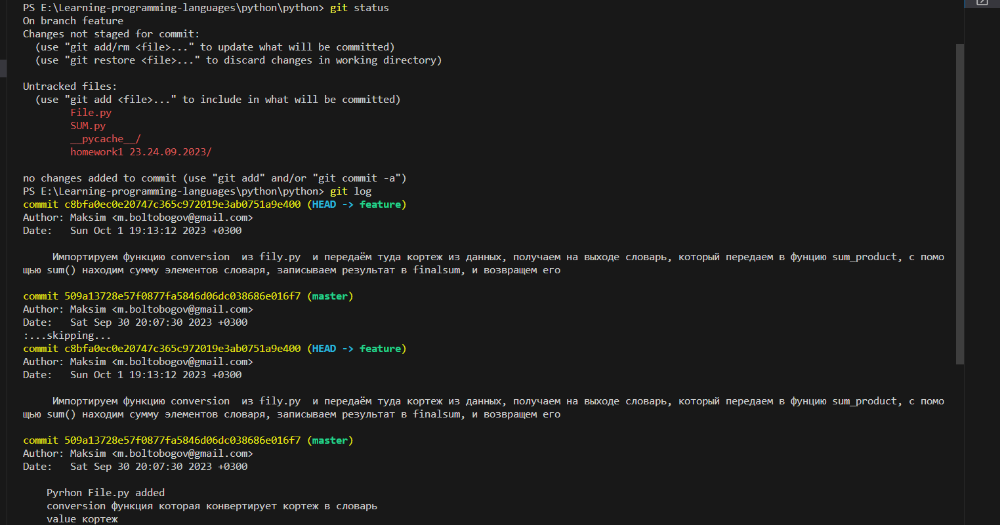 PS E:\Learning-programming-languages\python\python> git status
On branch feature
Changes not staged for commit:
  (use "git add/rm <file>..." to update what will be committed)
  (use "git restore <file>..." to discard changes in working directory)

Untracked files:
  (use "git add <file>..." to include in what will be committed)
        File.py
        SUM.py
        __pycache__/
        homework1 23.24.09.2023/

no changes added to commit (use "git add" and/or "git commit -a")
PS E:\Learning-programming-languages\python\python> git log
commit c8bfa0ec0e20747c365c972019e3ab0751a9e400 (HEAD -> feature)
Author: Maksim <m.boltobogov@gmail.com>
Date:   Sun Oct 1 19:13:12 2023 +0300

     Импортируем функцию conversion  из fily.py  и передаём туда кортеж из данных, получаем на выходе словарь, который передаем в фунцию sum_product, с помо
щью sum() находим сумму элементов словаря, записываем результат в finalsum, и возвращем его

commit 509a13728e57f0877fa5846d06dc038686e016f7 (master)
Author: Maksim <m.boltobogov@gmail.com>
Date:   Sat Sep 30 20:07:30 2023 +0300
:...skipping...
commit c8bfa0ec0e20747c365c972019e3ab0751a9e400 (HEAD -> feature)
Author: Maksim <m.boltobogov@gmail.com>
Date:   Sun Oct 1 19:13:12 2023 +0300

     Импортируем функцию conversion  из fily.py  и передаём туда кортеж из данных, получаем на выходе словарь, который передаем в фунцию sum_product, с помо
щью sum() находим сумму элементов словаря, записываем результат в finalsum, и возвращем его

commit 509a13728e57f0877fa5846d06dc038686e016f7 (master)
Author: Maksim <m.boltobogov@gmail.com>
Date:   Sat Sep 30 20:07:30 2023 +0300

    Pyrhon File.py added
    conversion функция которая конвертирует кортеж в словарь
    value кортеж